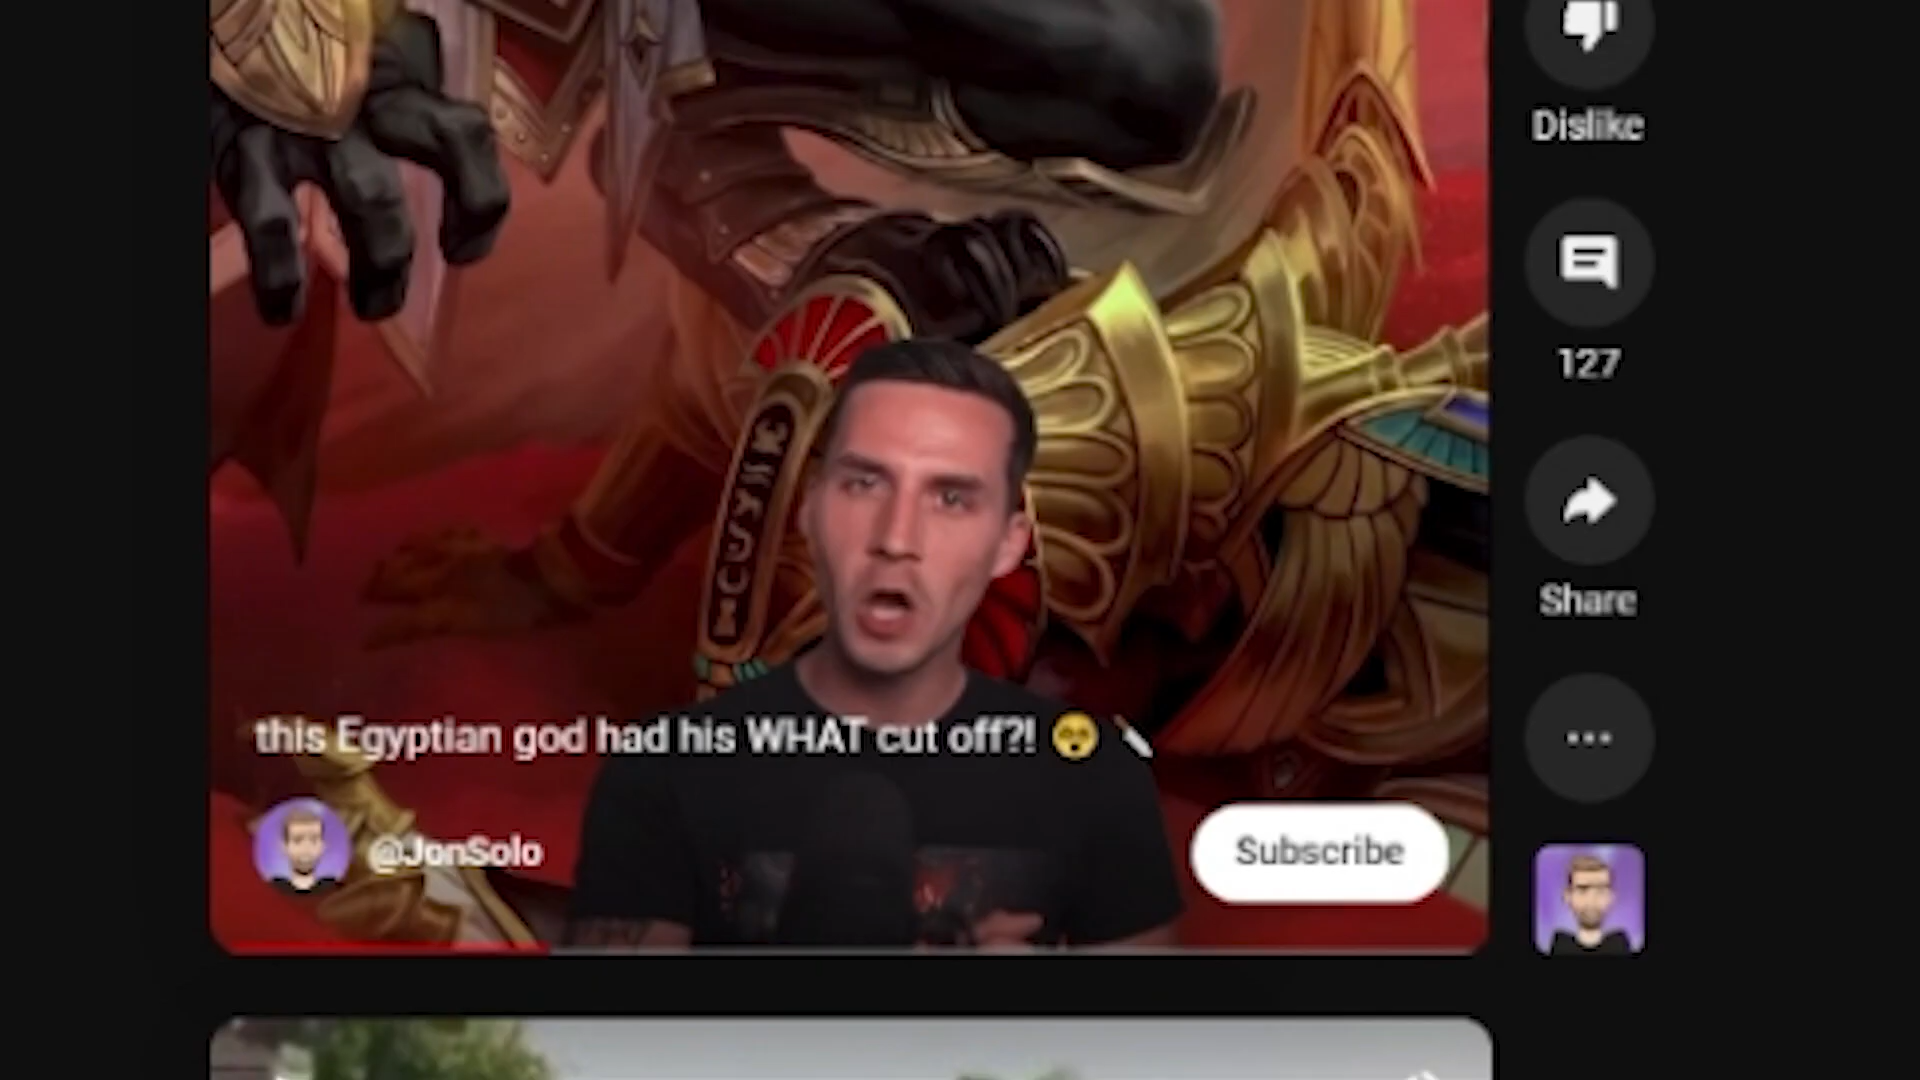 Dislike
127
Share
this Egyptian god had his WHAT cut off?! 😳 🔪
@JonSolo
Subscribe